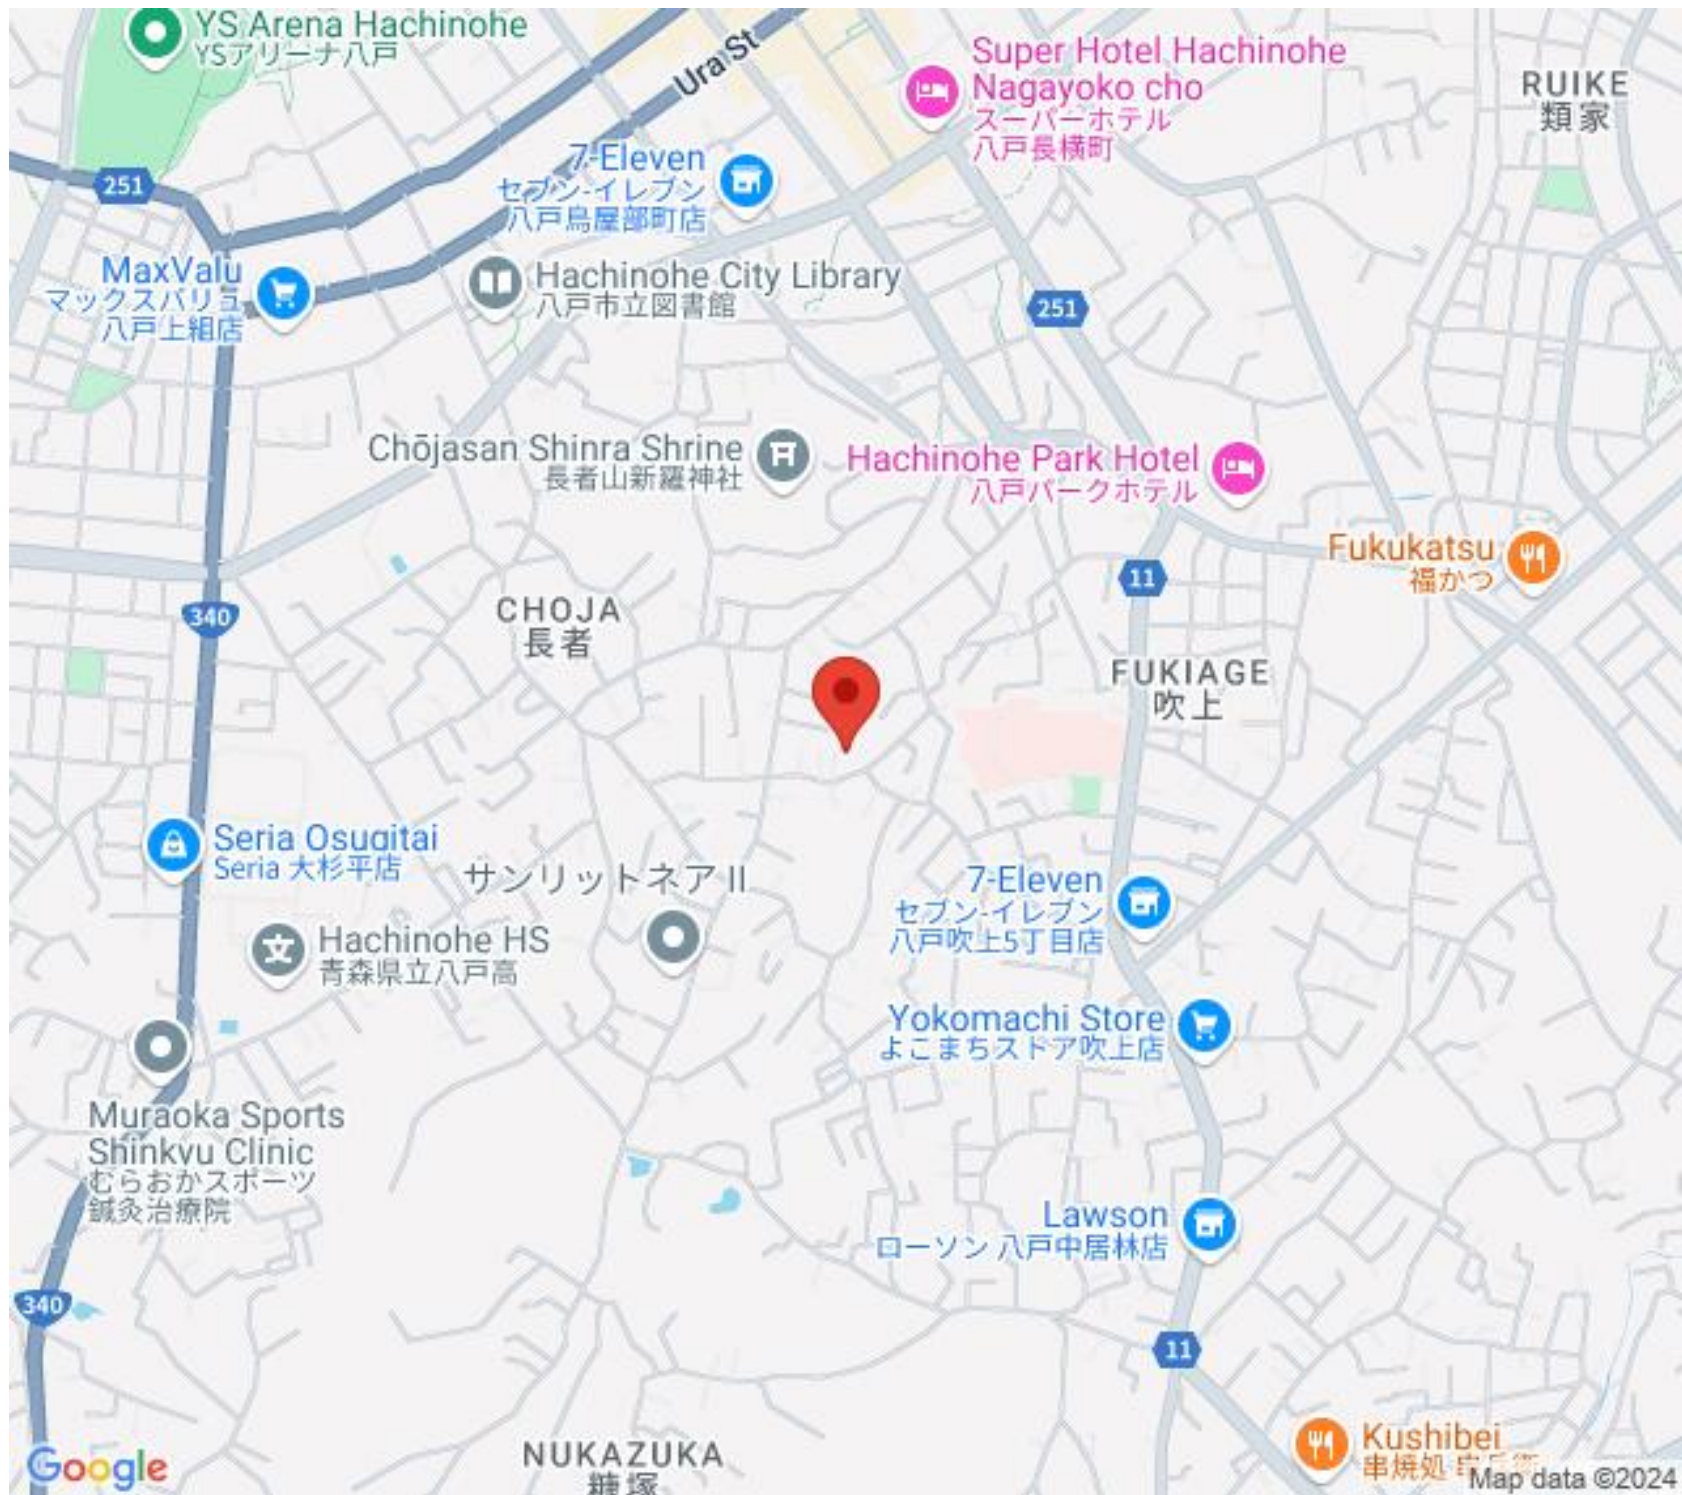 YS Arena Hachinohe
YSアリーナ八戸
Ura St
Super Hotel Hachinohe
Nagayoko cho
スーパーホテル
八戸長横町
RUIKE
類家
7-Eleven
セブン-イレブン
八戸鳥屋部町店
251
MaxValu
マックスバリュ
八戸上組店
Hachinohe City Library
八戸市立図書館
251
Chōjasan Shinra Shrine
長者山新羅神社
Hachinohe Park Hotel
八戸パークホテル
Fukukatsu
福かつ
11
340
CHOJA
長者
FUKIAGE
吹上
Seria Osugitai
Seria 大杉平店
サンリットネア II
7-Eleven
セブン-イレブン
八戸吹上5丁目店
Hachinohe HS
青森県立八戸高
Yokomachi Store
よこまちストア吹上店
Muraoka Sports
Shinkyu Clinic
むらおかスポーツ
鍼灸治療院
Lawson
ローソン 八戸中居林店
340
11
Kushibei
串焼処
NUKAZUKA
糠塚
Google
Map data ©2024